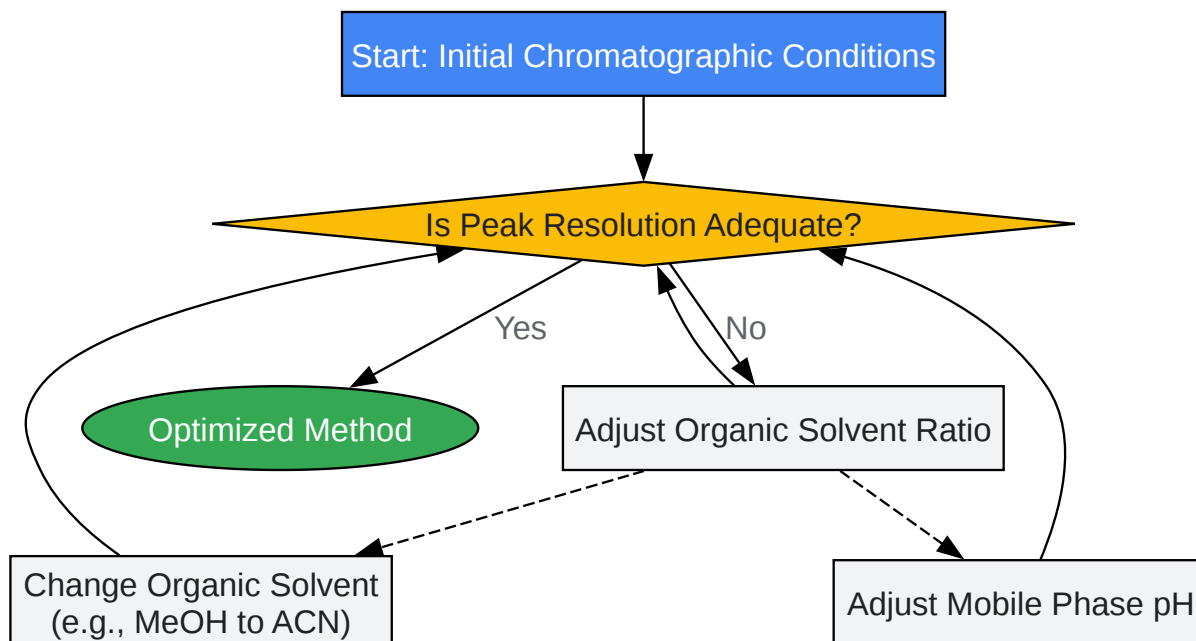 Start: Initial Chromatographic Conditions
Is Peak Resolution Adequate?
Yes
No
Optimized Method
Adjust Organic Solvent Ratio
Change Organic Solvent
(e.g., MeOH to ACN)
Adjust Mobile Phase pH